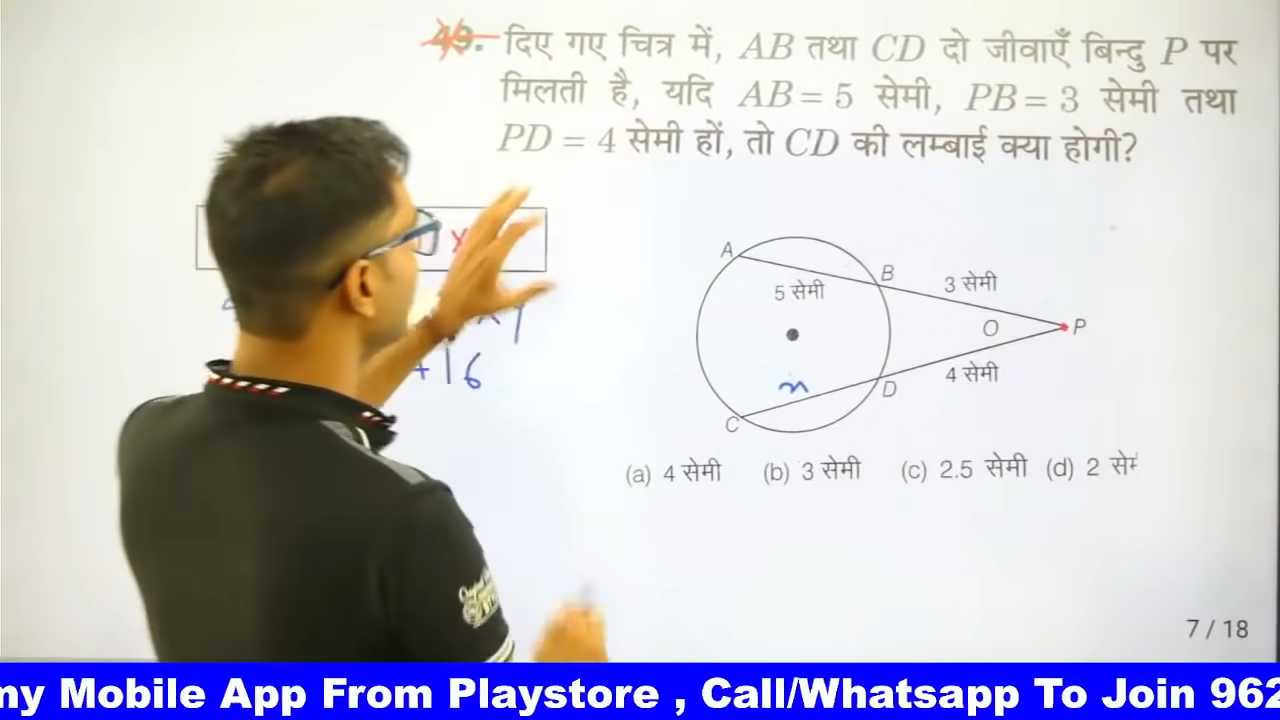 49. दिए गए चित्र में, AB तथा CD दो जीवाएँ बिन्दु P पर
मिलती है, यदि AB = 5 सेमी, PB = 3 सेमी तथा
PD = 4 सेमी हों, तो CD की लम्बाई क्या होगी?
x
+16
A
B
3 सेमी
5 सेमी
O
P
x
4 सेमी
D
C
(a) 4 सेमी (b) 3 सेमी (c) 2.5 सेमी (d) 2
7 / 18
my Mobile App From Playstore , Call/Whatsapp To Join 962